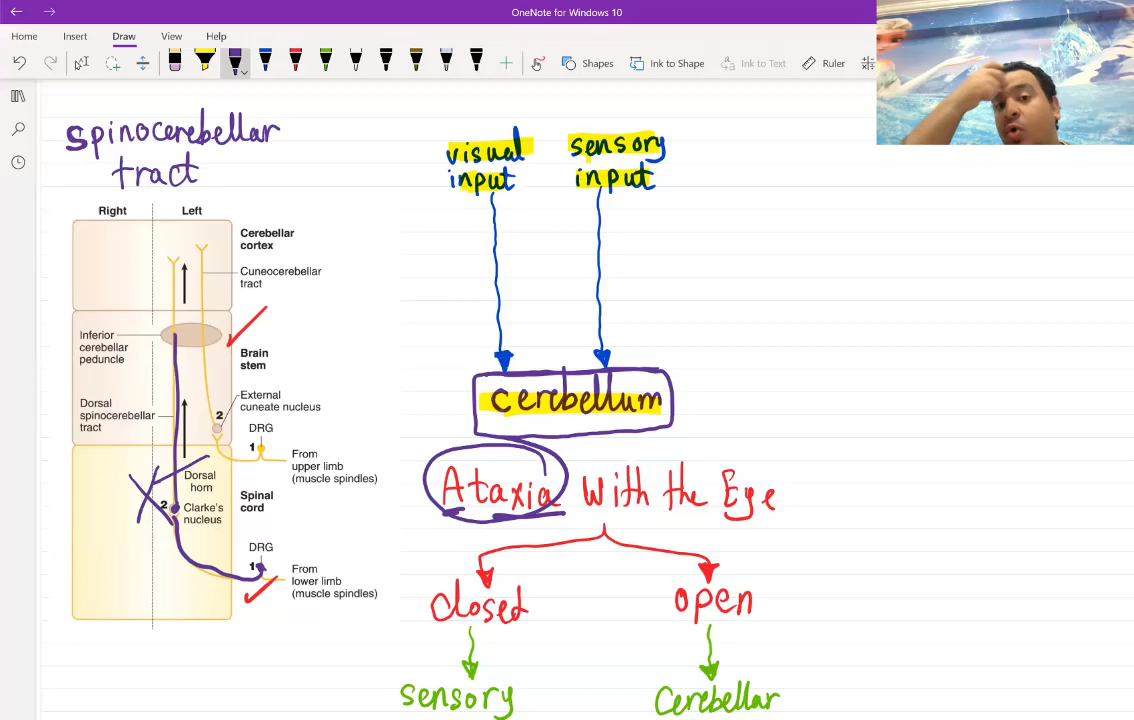 OneNote for Windows 10
Home
Insert
Draw
View
Help
Shapes
Ink to Shape
Ink to Text
Ruler
spinocerebellar
tract
Right
Left
Cerebellar
cortex
Cuneocerebellar
tract
Inferior
cerebellar
peduncle
Brain
stem
External
cuneate nucleus
2
Dorsal
spinocerebellar
tract
DRG
1
From
upper limb
(muscle spindles)
Dorsal
horn
Spinal
cord
2
Clarke's
nucleus
DRG
1
From
lower limb
(muscle spindles)
visual
input
sensory
input
cerebellum
Ataxia With the Eye
closed
open
sensory
Cerebellar